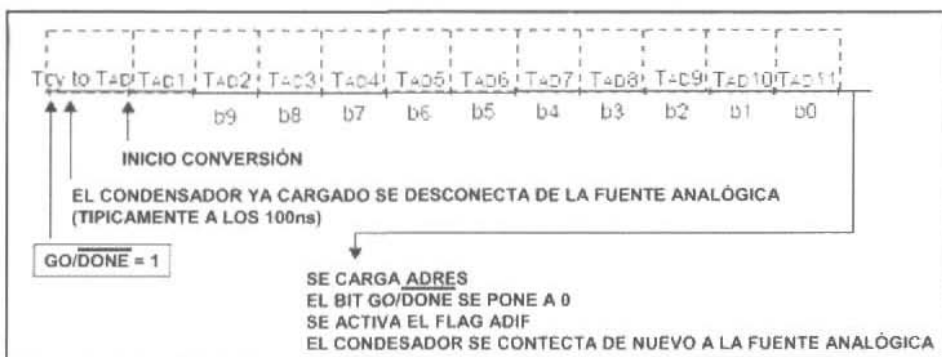 Tcy to TAD TAD1 TAD2 TAD3 TAD4 TAD5 TAD6 TAD7 TAD8 TAD9 TAD10 TAD11
b9 b8 b7 b6 b5 b4 b3 b2 b1 b0
INICIO CONVERSIÓN
EL CONDENSADOR YA CARGADO SE DESCONECTA DE LA FUENTE ANALÓGICA
(TIPICAMENTE A LOS 100ns)
GO/DONE = 1
SE CARGA ADRES
EL BIT GO/DONE SE PONE A 0
SE ACTIVA EL FLAG ADIF
EL CONDESADOR SE CONTECTA DE NUEVO A LA FUENTE ANALÓGICA